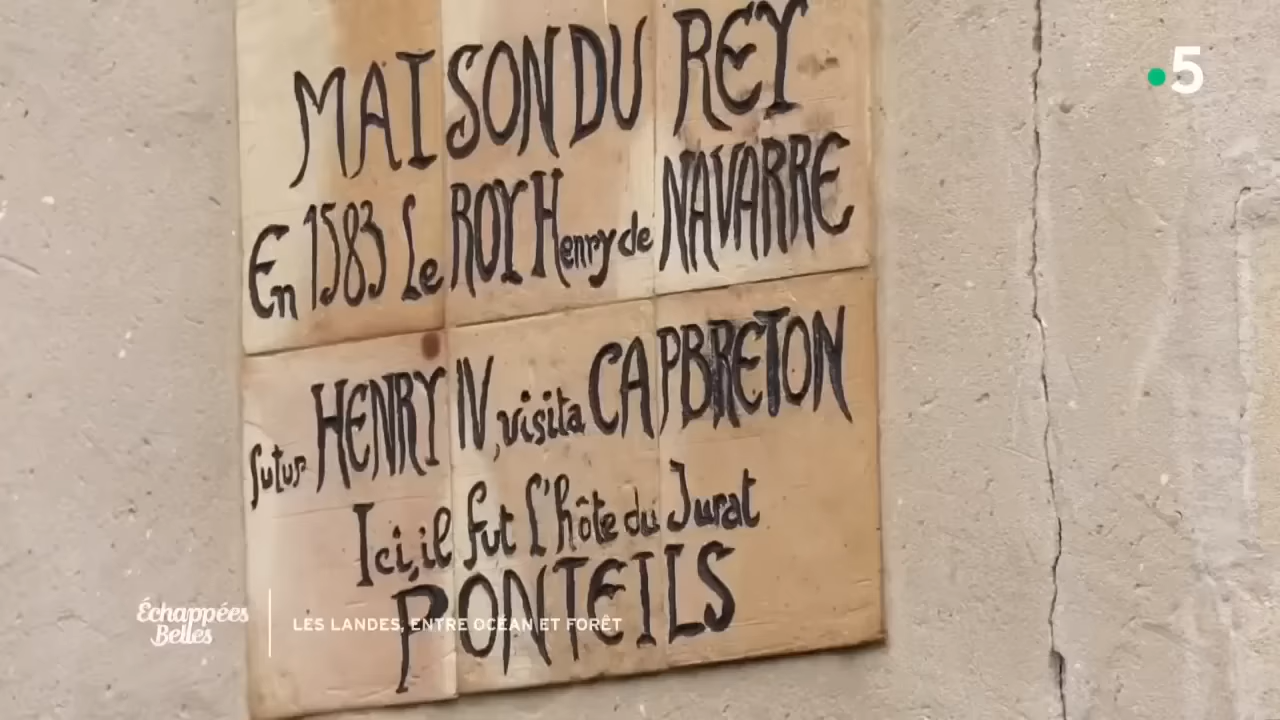 MAISON DU REY
En 1583 Le ROY Henry de NAVARRE
futur HENRY IV, visita CAPBRETON
Ici, il fut l'hôte du Jurat
PONTEILS
5
Échappées
Belles
LES LANDES, ENTRE OCÉAN ET FORÊT